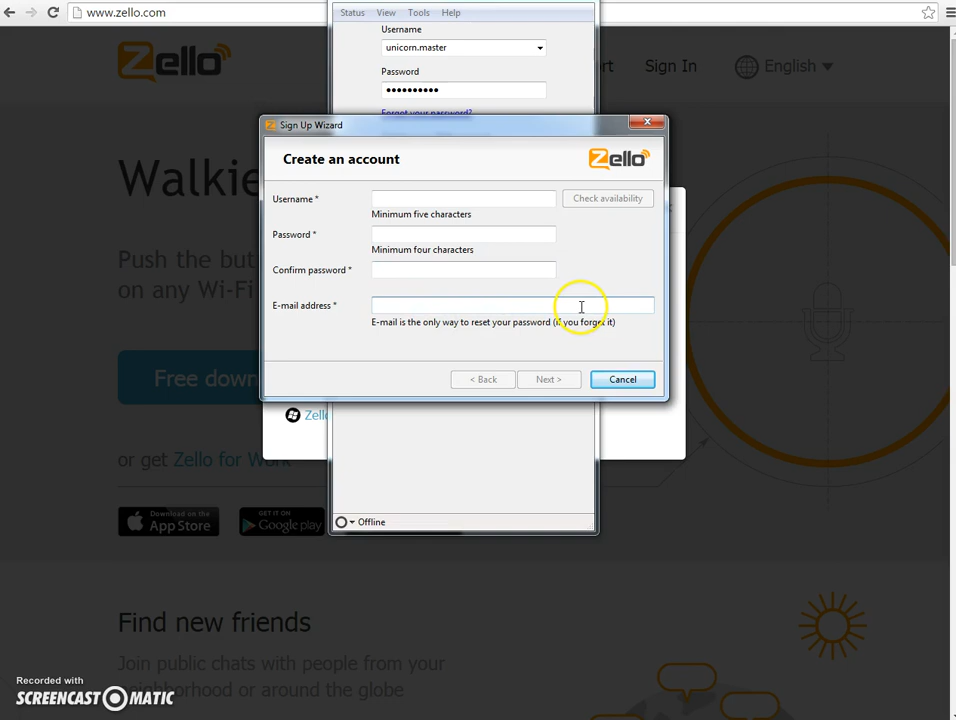 www.zello.com
Status View Tools Help
Username
unicorn.master
Password
Forgot your password?
Zello
Sign In
English
Walkie
Push the but
on any Wi-Fi
Free down
Zello
or get Zello for Work
Download on the
App Store
GET IT ON
Google play
Sign Up Wizard
Create an account
Zello
Username *
Check availability
Minimum five characters
Password *
Minimum four characters
Confirm password *
E-mail address *
E-mail is the only way to reset your password (if you forget it)
< Back
Next >
Cancel
Offline
Find new friends
Join public chats with people from your
neighborhood or around the globe
Recorded with
SCREENCAST MATIC